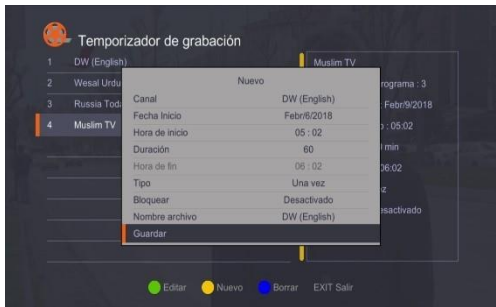 Temporizador de grabación
1 DW (English)
2 Wesal Urdu
3 Russia Tod
4 Muslim TV
Muslim TV
rograma : 3
: Febr/9/2018
: 05:02
min
06:02
ez
esactivado
Nuevo
Canal DW (English)
Fecha Inicio Febr/6/2018
Hora de inicio 05 : 02
Duración 60
Hora de fin 06 : 02
Tipo Una vez
Bloquear Desactivado
Nombre archivo DW (English)
Guardar
Editar Nuevo Borrar EXIT Salir